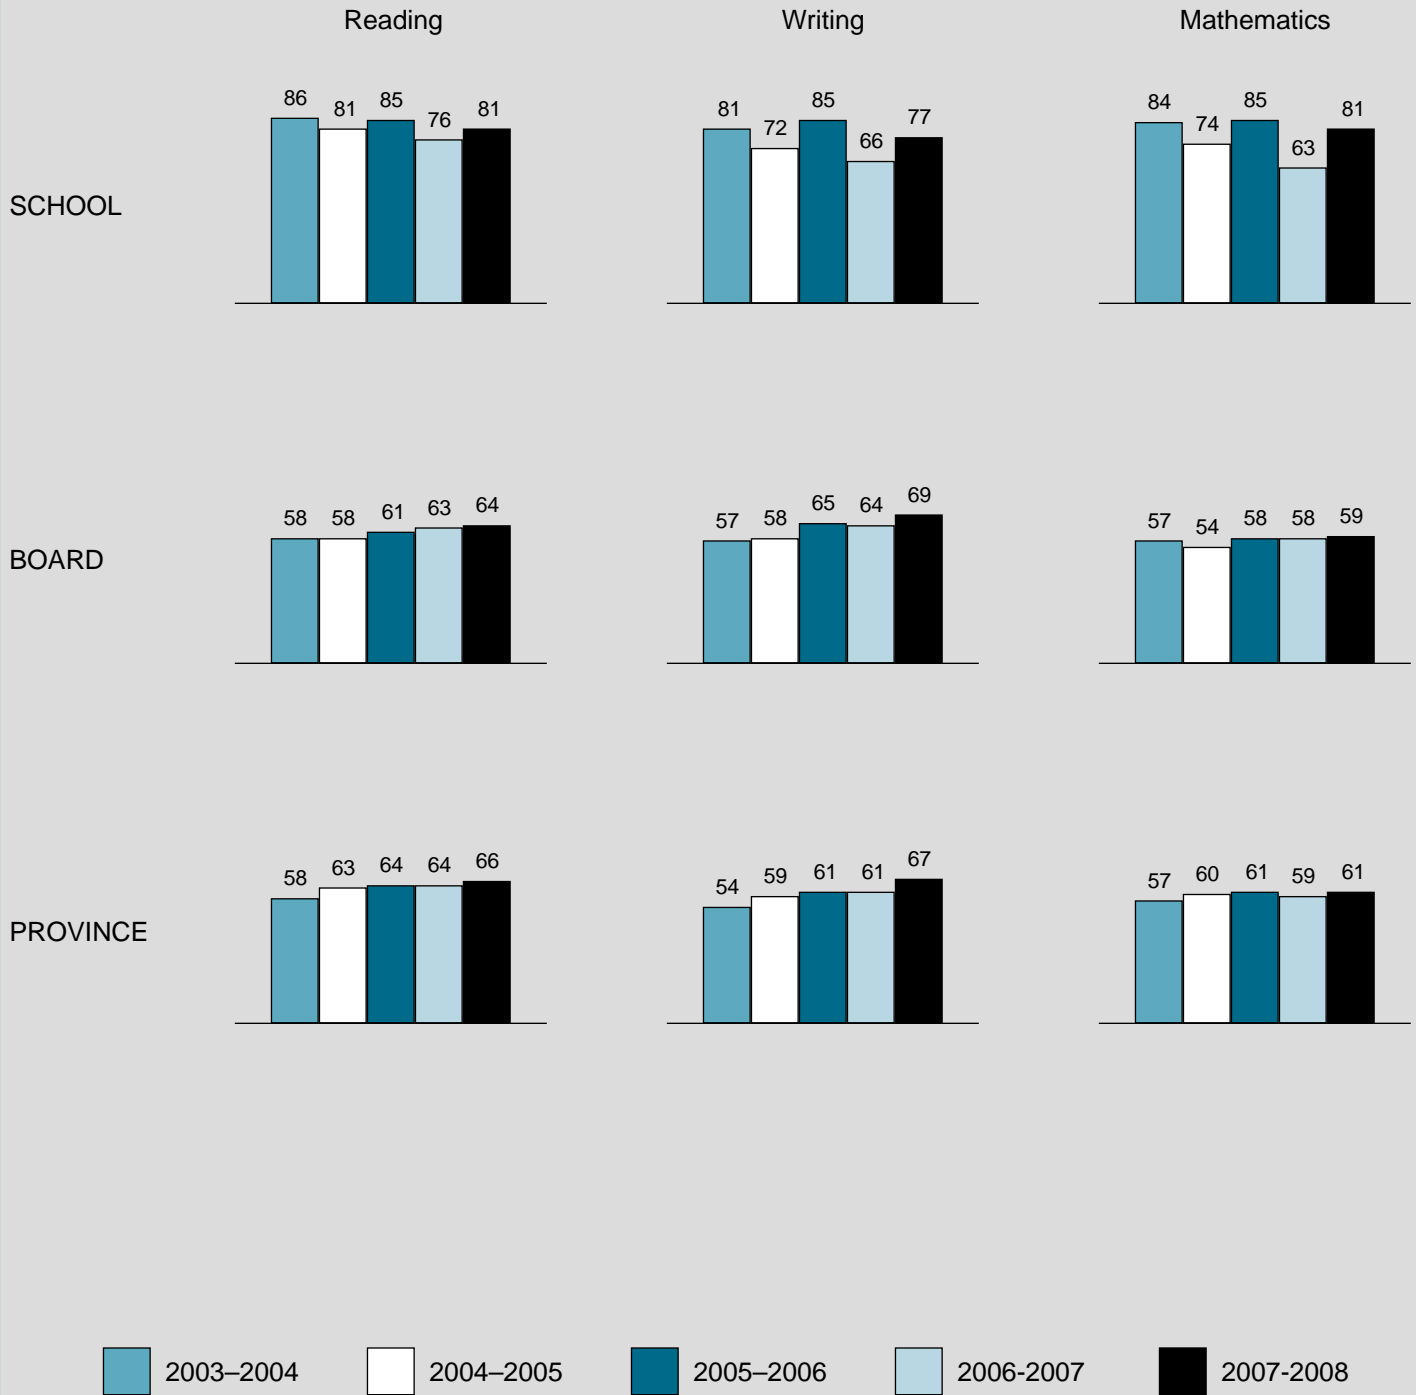 Reading Writing Mathematics
86 81 85 76 81 81 72 85 66 77 84 74 85 63 81
SCHOOL
58 58 61 63 64 57 58 65 64 69 57 54 58 58 59
BOARD
58 63 64 64 66 54 59 61 61 67 57 60 61 59 61
PROVINCE
2003–2004 2004–2005 2005–2006 2006-2007 2007-2008